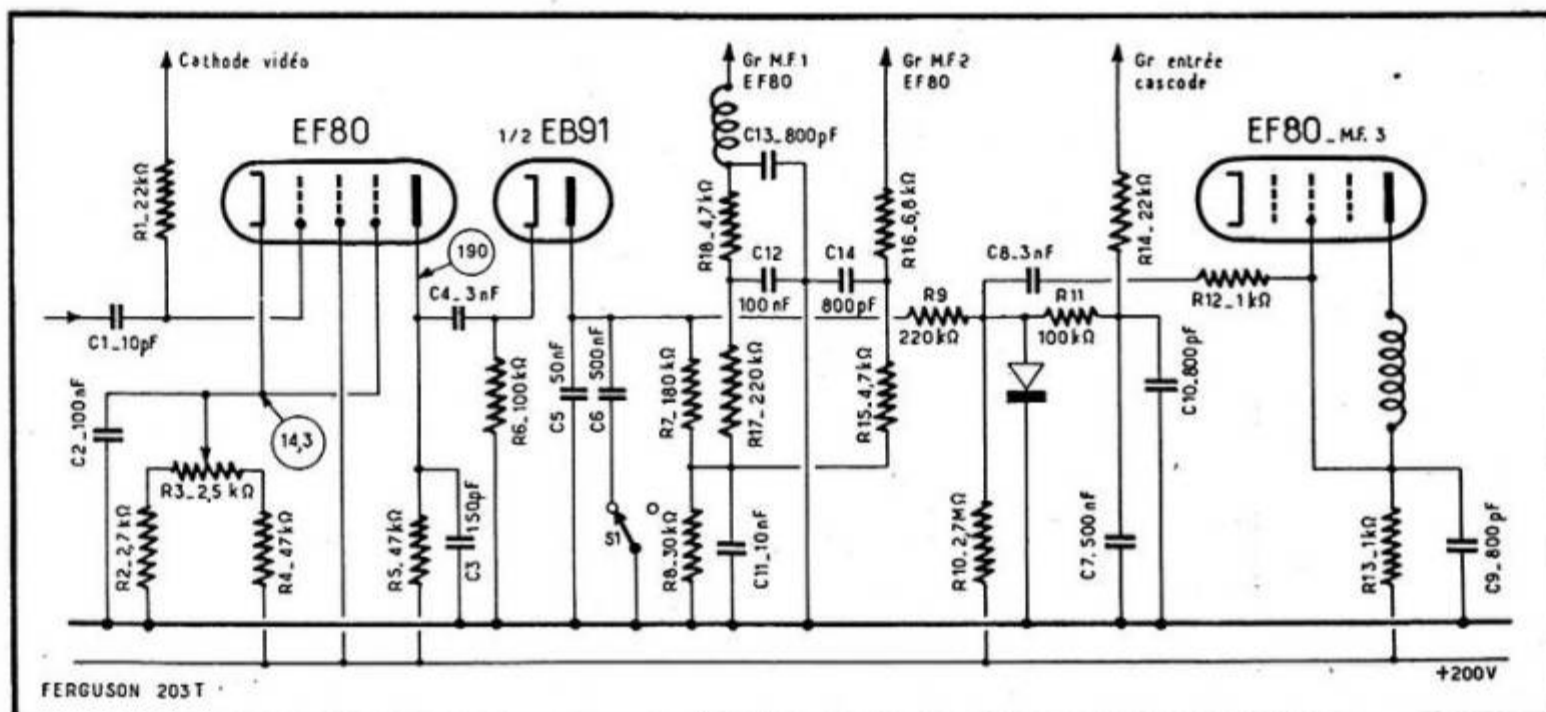 Cathode vidéo
Gr M.F.1
EF80
Gr M.F.2
EF80
Gr entrée
cascode
EF80
1/2 EB91
EF80_M.F.3
C13_800pF
R1_22kΩ
R18_4,7kΩ
R16_6,8kΩ
R14_22kΩ
190
C12
100nF
C14
800pF
C8_3nF
R12_1kΩ
C4_3nF
R9
220kΩ
R11
100kΩ
C1_10pF
C2_100nF
14,3
R6_100kΩ
C5 50nF
C6 500nF
R7_180kΩ
R17_220kΩ
R15_4,7kΩ
C10_800pF
R3_2,5kΩ
R2_2,7kΩ
R4_47kΩ
R5_47kΩ
C3 150pF
S1
R8_30kΩ
C11_10nF
R10_2,7MΩ
C7_500nF
R13_1kΩ
C9_800pF
FERGUSON 203T
+200V